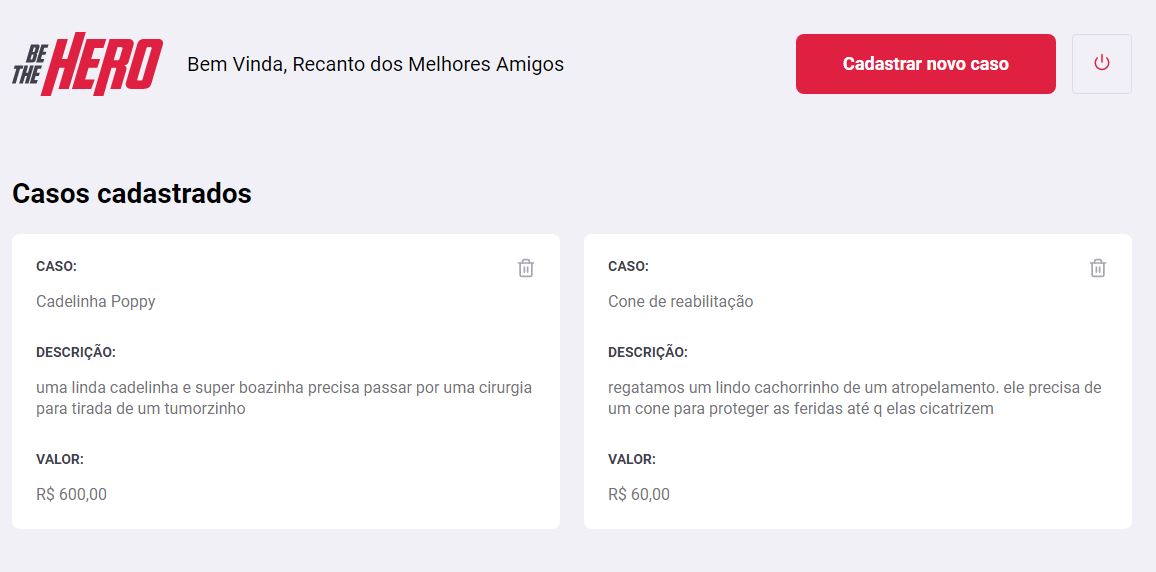 BE THE HERO
Bem Vinda, Recanto dos Melhores Amigos
Cadastrar novo caso
Casos cadastrados
CASO:
Cadelinha Poppy
DESCRIÇÃO:
uma linda cadelinha e super boazinha precisa passar por uma cirurgia
para tirada de um tumorzinho
VALOR:
R$ 600,00
CASO:
Cone de reabilitação
DESCRIÇÃO:
regatamos um lindo cachorrinho de um atropelamento. ele precisa de
um cone para proteger as feridas até q elas cicatrizem
VALOR:
R$ 60,00